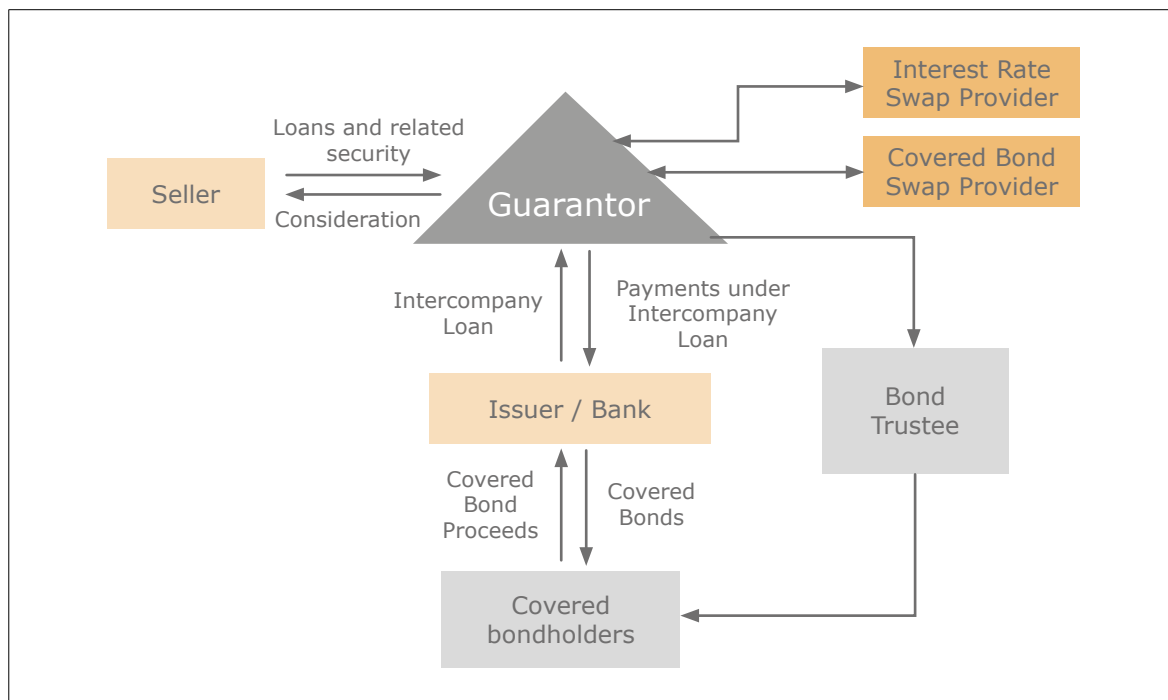 Interest Rate
Swap Provider
Loans and related
security
Covered Bond
Swap Provider
Seller
Guarantor
Consideration
Intercompany
Loan
Payments under
Intercompany
Loan
Issuer / Bank
Bond
Trustee
Covered
Bond
Proceeds
Covered
Bonds
Covered
bondholders